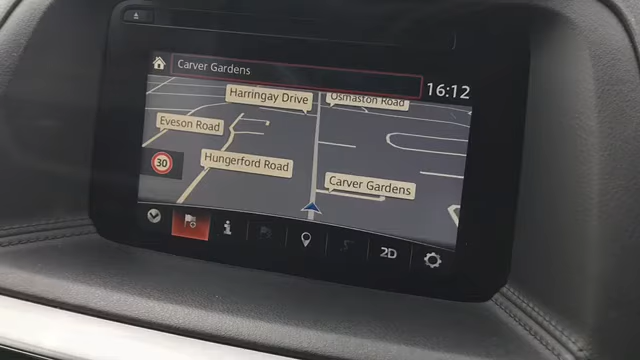 Carver Gardens
16:12
Harringay Drive
Osmaston Road
Eveson Road
30
Hungerford Road
Carver Gardens
2D